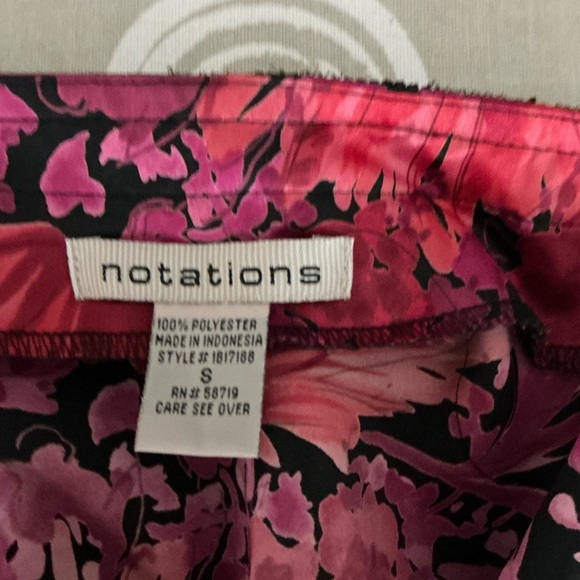 notations
100% POLYESTER
MADE IN INDONESIA
STYLE# 1817188
S
RN# 58719
CARE SEE OVER